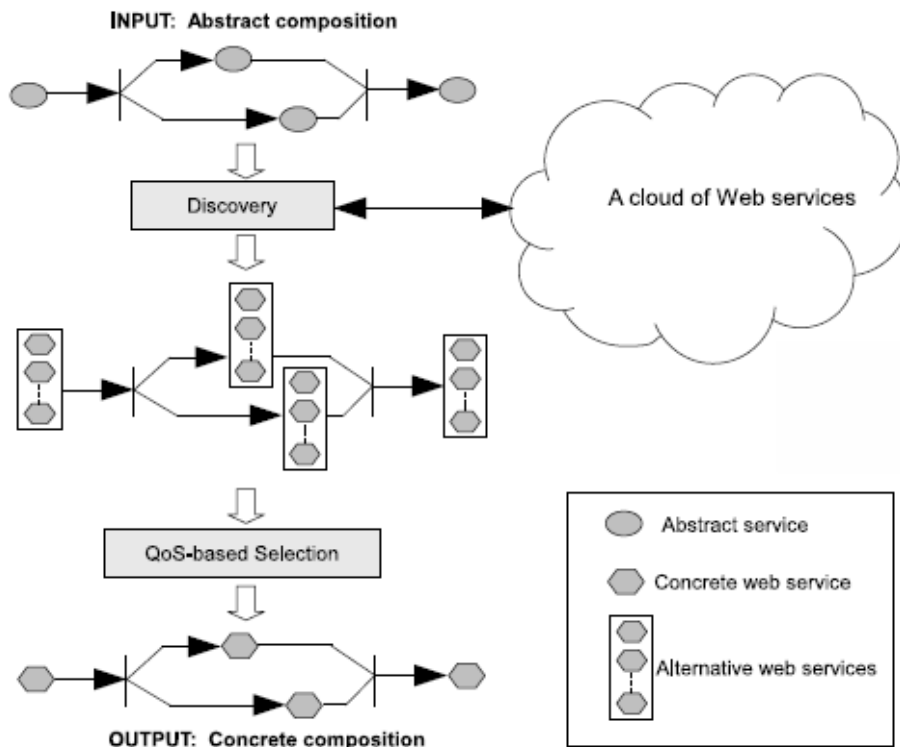 INPUT: Abstract composition
Discovery
A cloud of Web services
QoS-based Selection
Abstract service
Concrete web service
Alternative web services
OUTPUT: Concrete composition